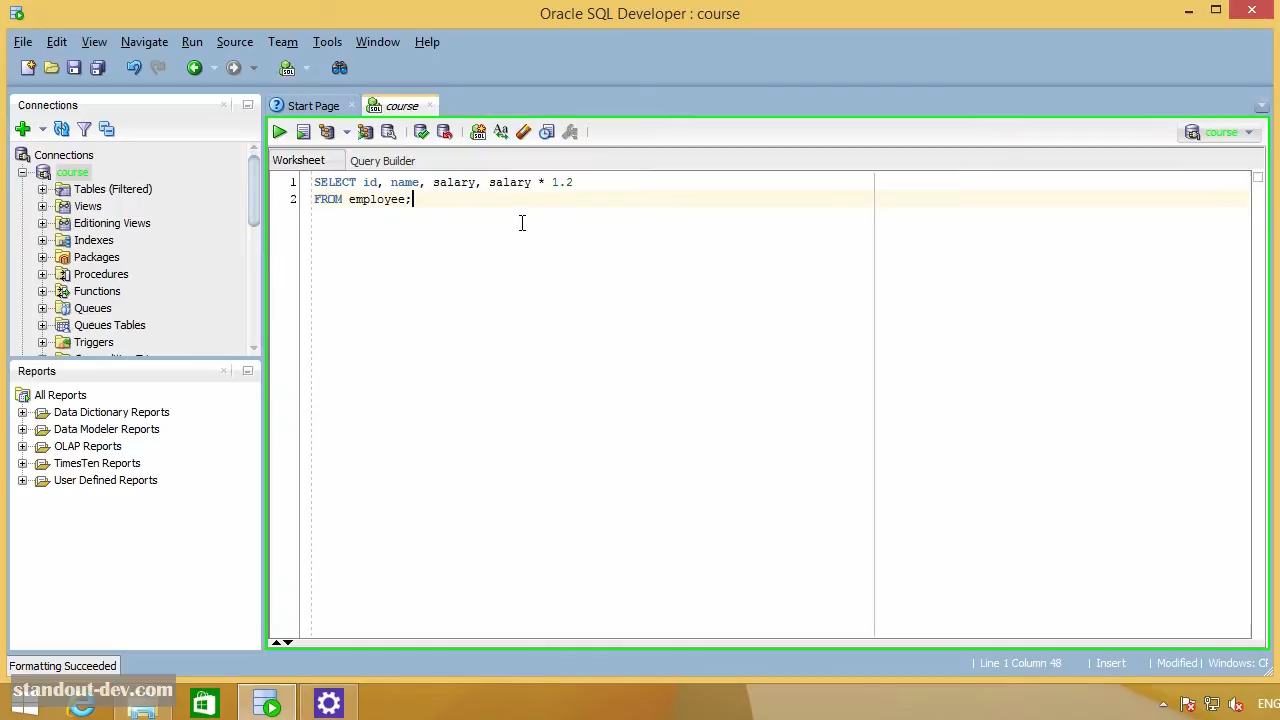 Oracle SQL Developer : course
File Edit View Navigate Run Source Team Tools Window Help
Connections
Start Page
course
course
Connections
course
Tables (Filtered)
Views
Editioning Views
Indexes
Packages
Procedures
Functions
Queues
Queues Tables
Triggers
Worksheet Query Builder
1 SELECT id, name, salary, salary * 1.2
2 FROM employee;
Reports
All Reports
Data Dictionary Reports
Data Modeler Reports
OLAP Reports
TimesTen Reports
User Defined Reports
Formatting Succeeded
Line 1 Column 48
Insert
Modified
Windows:
standout-dev.com
ENG